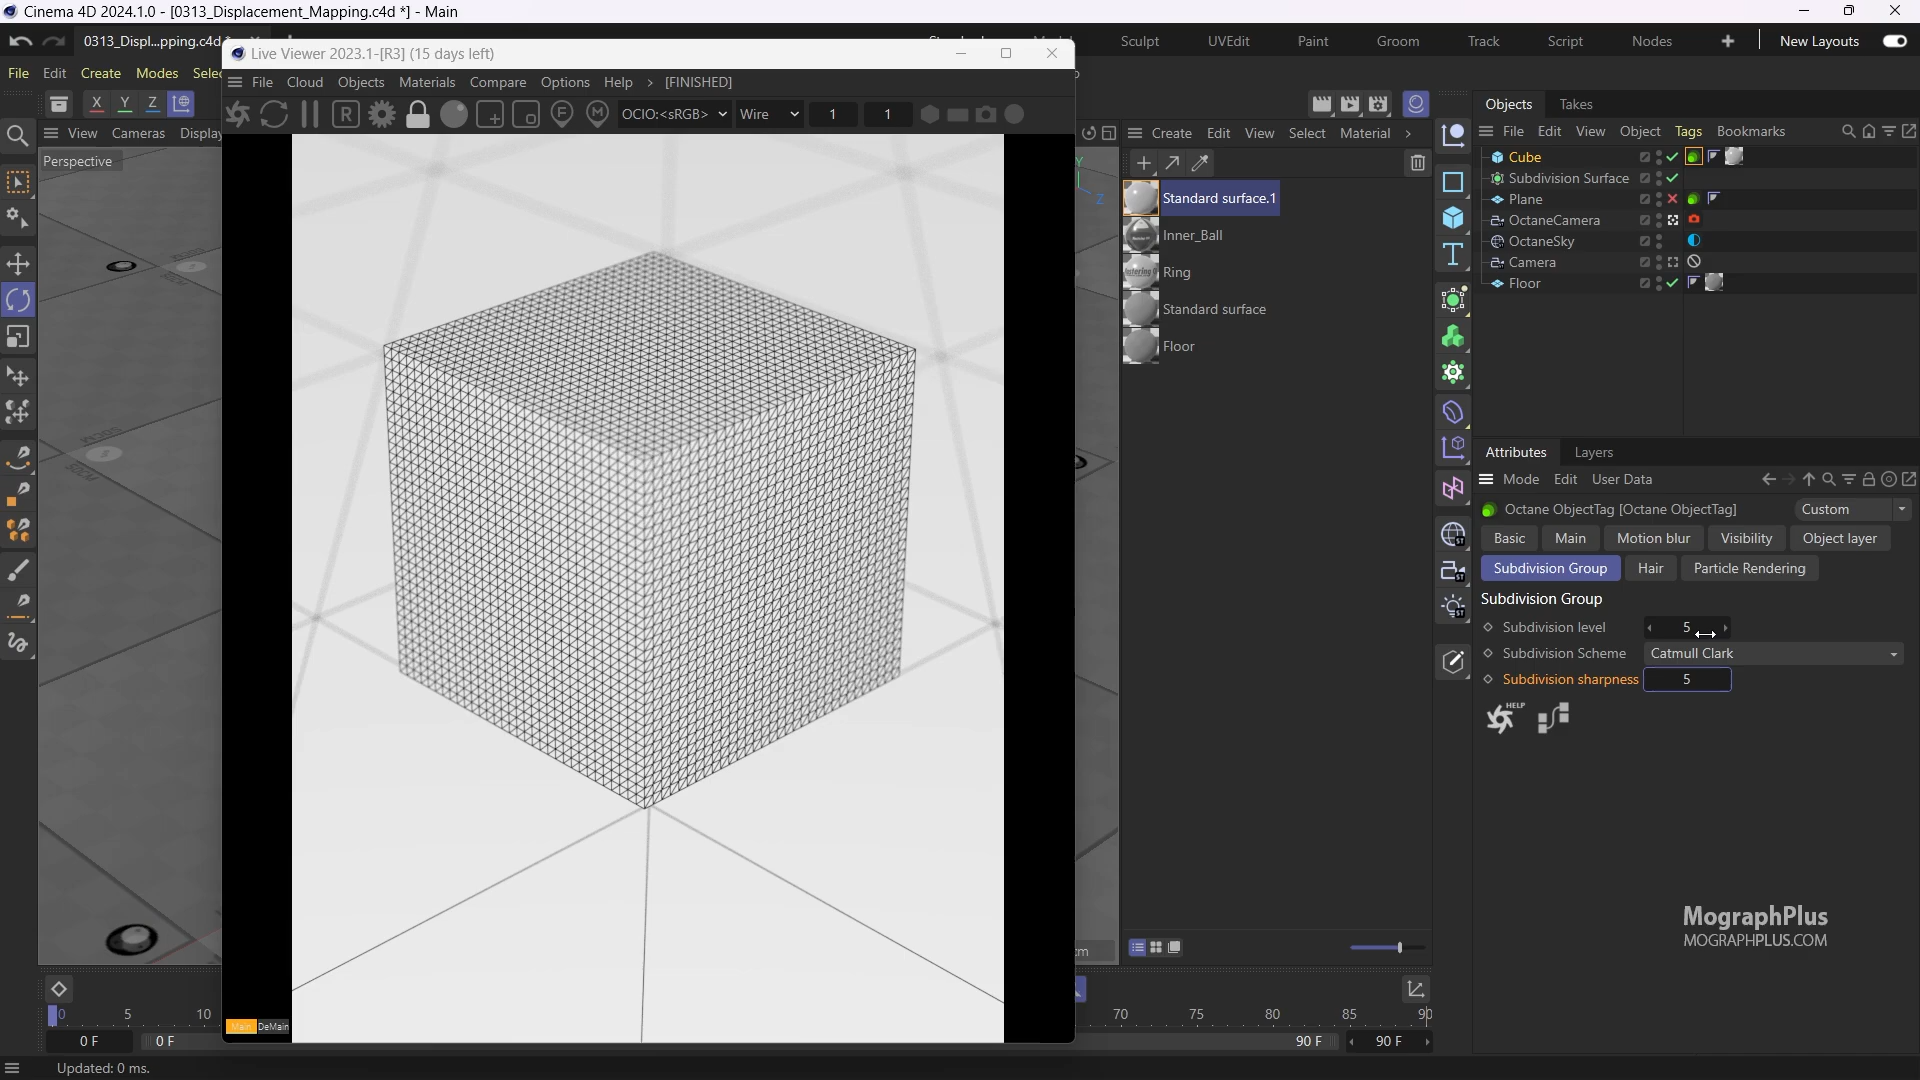 Cinema 4D 2024.1.0 - [0313_Displacement_Mapping.c4d *] - Main
0313_Displ...pping.c4d *
Sculpt UVEdit Paint Groom Track Script Nodes New Layouts
File Edit Create Modes
X Y Z
View Cameras Display
Perspective
Live Viewer 2023.1-[R3] (15 days left)
File Cloud Objects Materials Compare Options Help > [FINISHED]
R F M OCIO:<sRGB> Wire 1 1
Main DeMain
Create Edit View Select Material
Standard surface.1
Inner_Ball
Ring
Standard surface
Floor
Y
Z
cm
Objects Takes
File Edit View Object Tags Bookmarks
Cube
Subdivision Surface
Plane
OctaneCamera
OctaneSky
Camera
Floor
Attributes Layers
Mode Edit User Data
Octane ObjectTag [Octane ObjectTag] Custom
Basic Main Motion blur Visibility Object layer
Subdivision Group Hair Particle Rendering
Subdivision Group
Subdivision level 5
Subdivision Scheme Catmull Clark
Subdivision sharpness 5
HELP
MographPlus
MOGRAPHPLUS.COM
0 5 10 70 75 80 85 90
0 F 0 F 90 F 90 F
Updated: 0 ms.